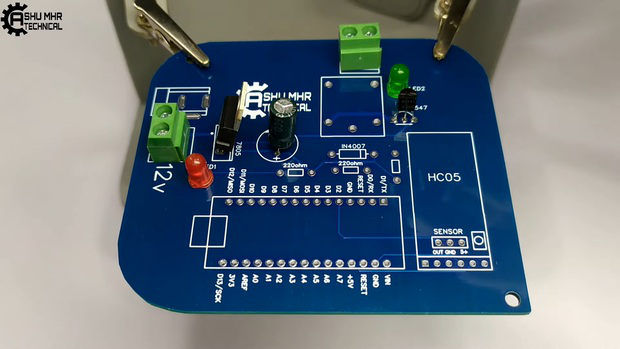 ASHU MHR
TECHNICAL
ASHU MHR
TECHNICAL
LED2
547
7805
IN4007
220ohm
220ohm
D1
12v
D12/MISO
D11/MOSI
D10
D9
D8
D7
D6
D5
D4
D3
D2
GND
RESET
D0/RX
D1/TX
HC05
SENSOR
OUT GND 5+
D13/SCK
3V3
AREF
A0
A1
A2
A3
A4
A5
A6
A7
+5V
RESET
GND
VIN